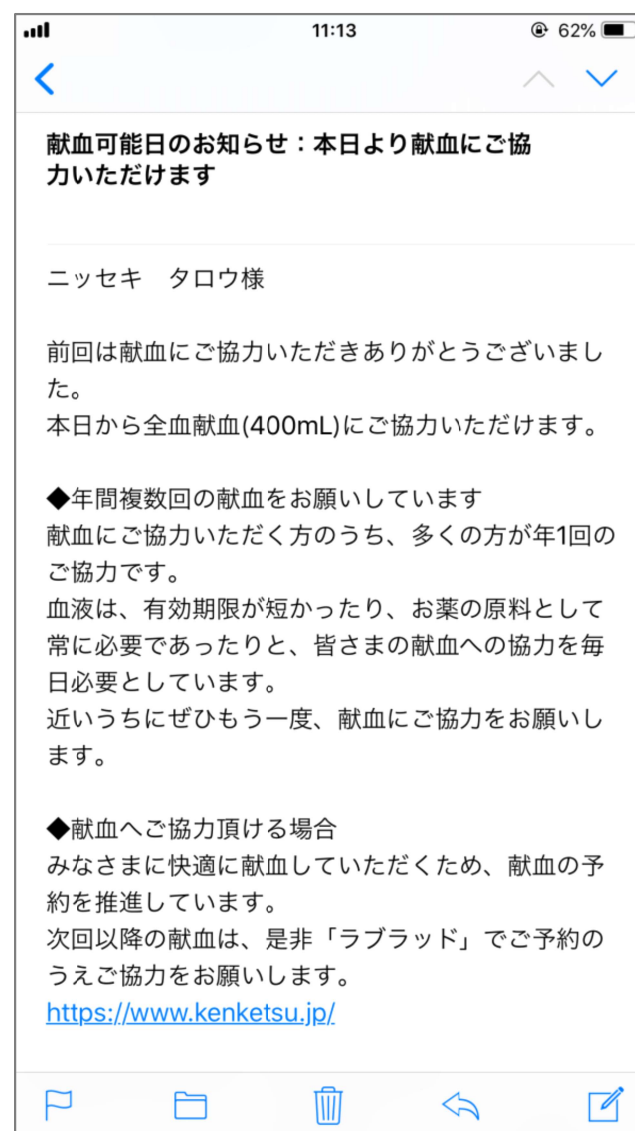 11:13
62%
献血可能日のお知らせ：本日より献血にご協
力いただけます
ニッセキ　タロウ様
前回は献血にご協力いただきありがとうございまし
た。
本日から全血献血(400mL)にご協力いただけます。
◆年間複数回の献血をお願いしています
献血にご協力いただく方のうち、多くの方が年1回の
ご協力です。
血液は、有効期限が短かったり、お薬の原料として
常に必要であったりと、皆さまの献血への協力を毎
日必要としています。
近いうちにぜひもう一度、献血にご協力をお願いし
ます。
◆献血へご協力頂ける場合
みなさまに快適に献血していただくため、献血の予
約を推進しています。
次回以降の献血は、是非「ラブラッド」でご予約の
うえご協力をお願いします。
https://www.kenketsu.jp/